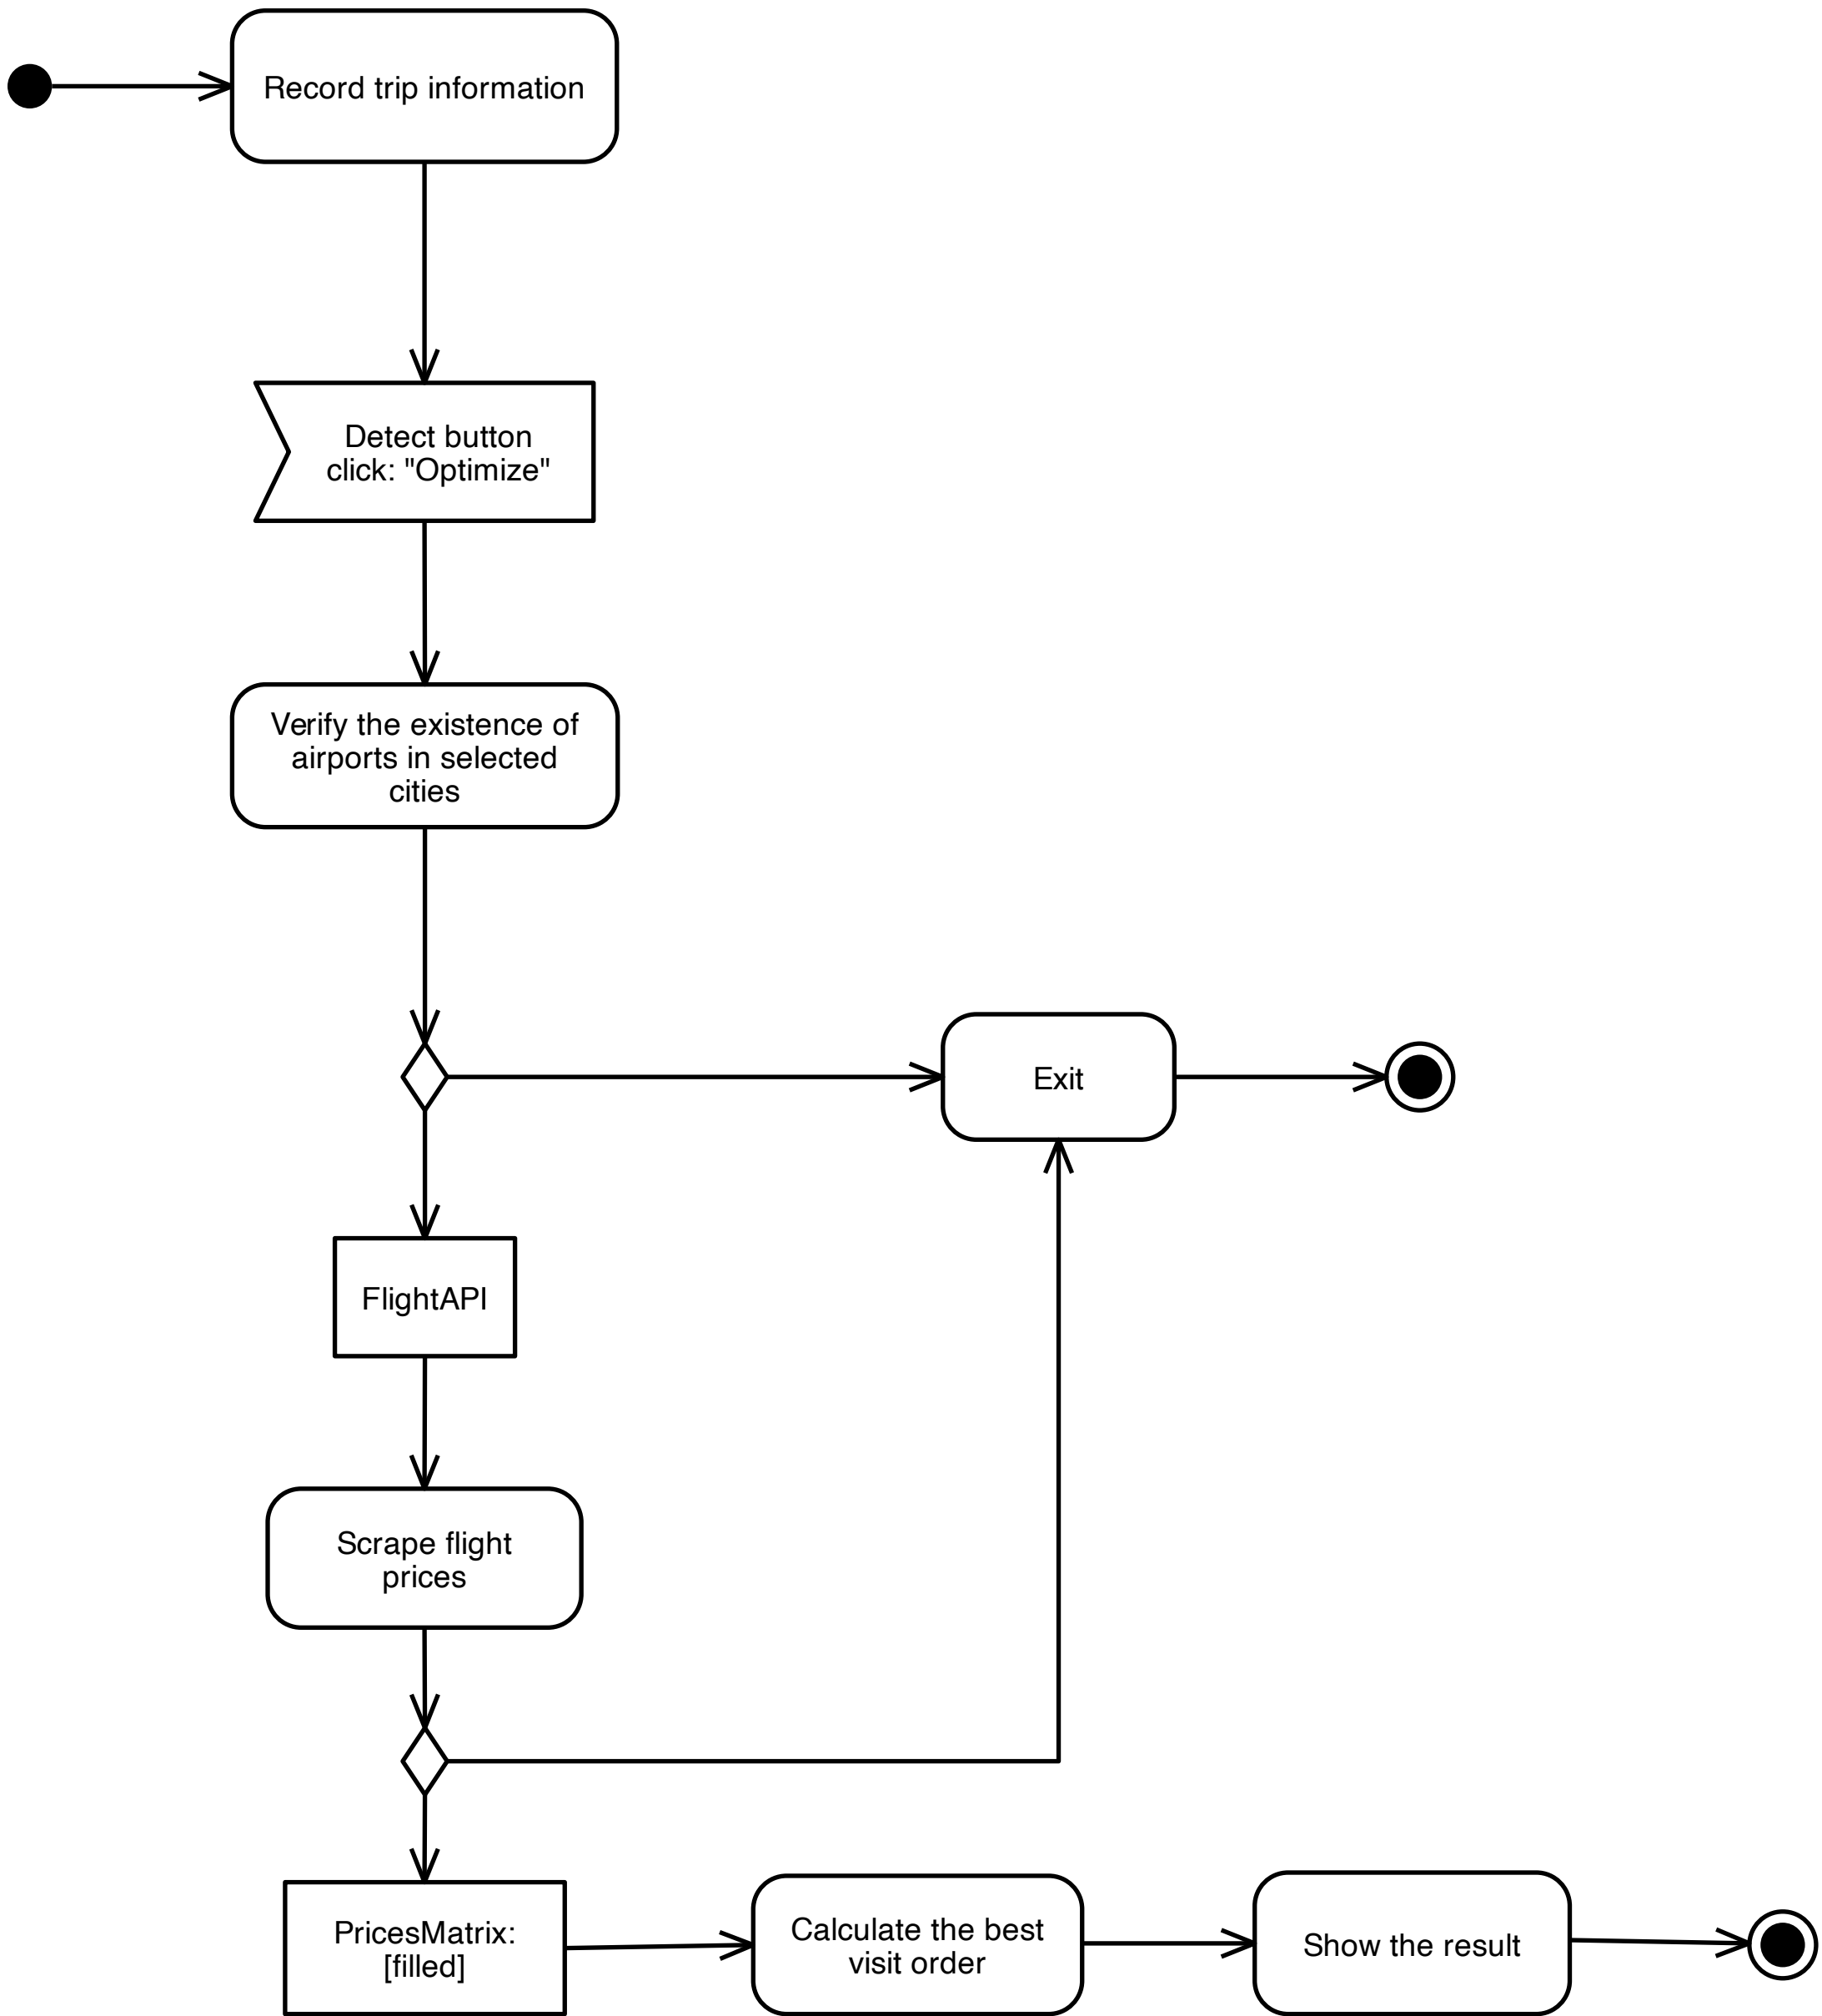 Record trip information
Detect button
click: "Optimize"
Verify the existence of
airports in selected
cities
Exit
FlightAPI
Scrape flight
prices
PricesMatrix:
[filled]
Calculate the best
visit order
Show the result